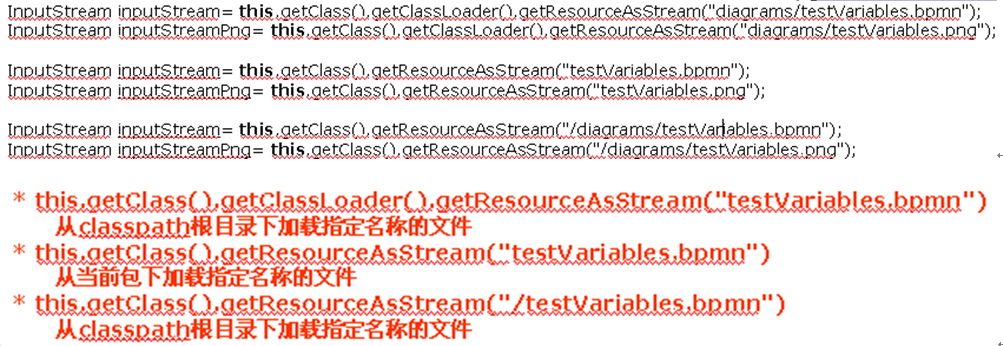 InputStream inputStream= this.getClass().getClassLoader().getResourceAsStream("diagrams/testVariables.bpmn");
InputStream inputStreamPng= this.getClass().getClassLoader().getResourceAsStream("diagrams/testVariables.png");
InputStream inputStream= this.getClass().getResourceAsStream("testVariables.bpmn");
InputStream inputStreamPng= this.getClass().getResourceAsStream("testVariables.png");
InputStream inputStream= this.getClass().getResourceAsStream("/diagrams/testVariables.bpmn");
InputStream inputStreamPng= this.getClass().getResourceAsStream("/diagrams/testVariables.png");
* this.getClass().getClassLoader().getResourceAsStream("testVariables.bpmn")
从classpath根目录下加载指定名称的文件
* this.getClass().getResourceAsStream("testVariables.bpmn")
从当前包下加载指定名称的文件
* this.getClass().getResourceAsStream("/testVariables.bpmn")
从classpath根目录下加载指定名称的文件